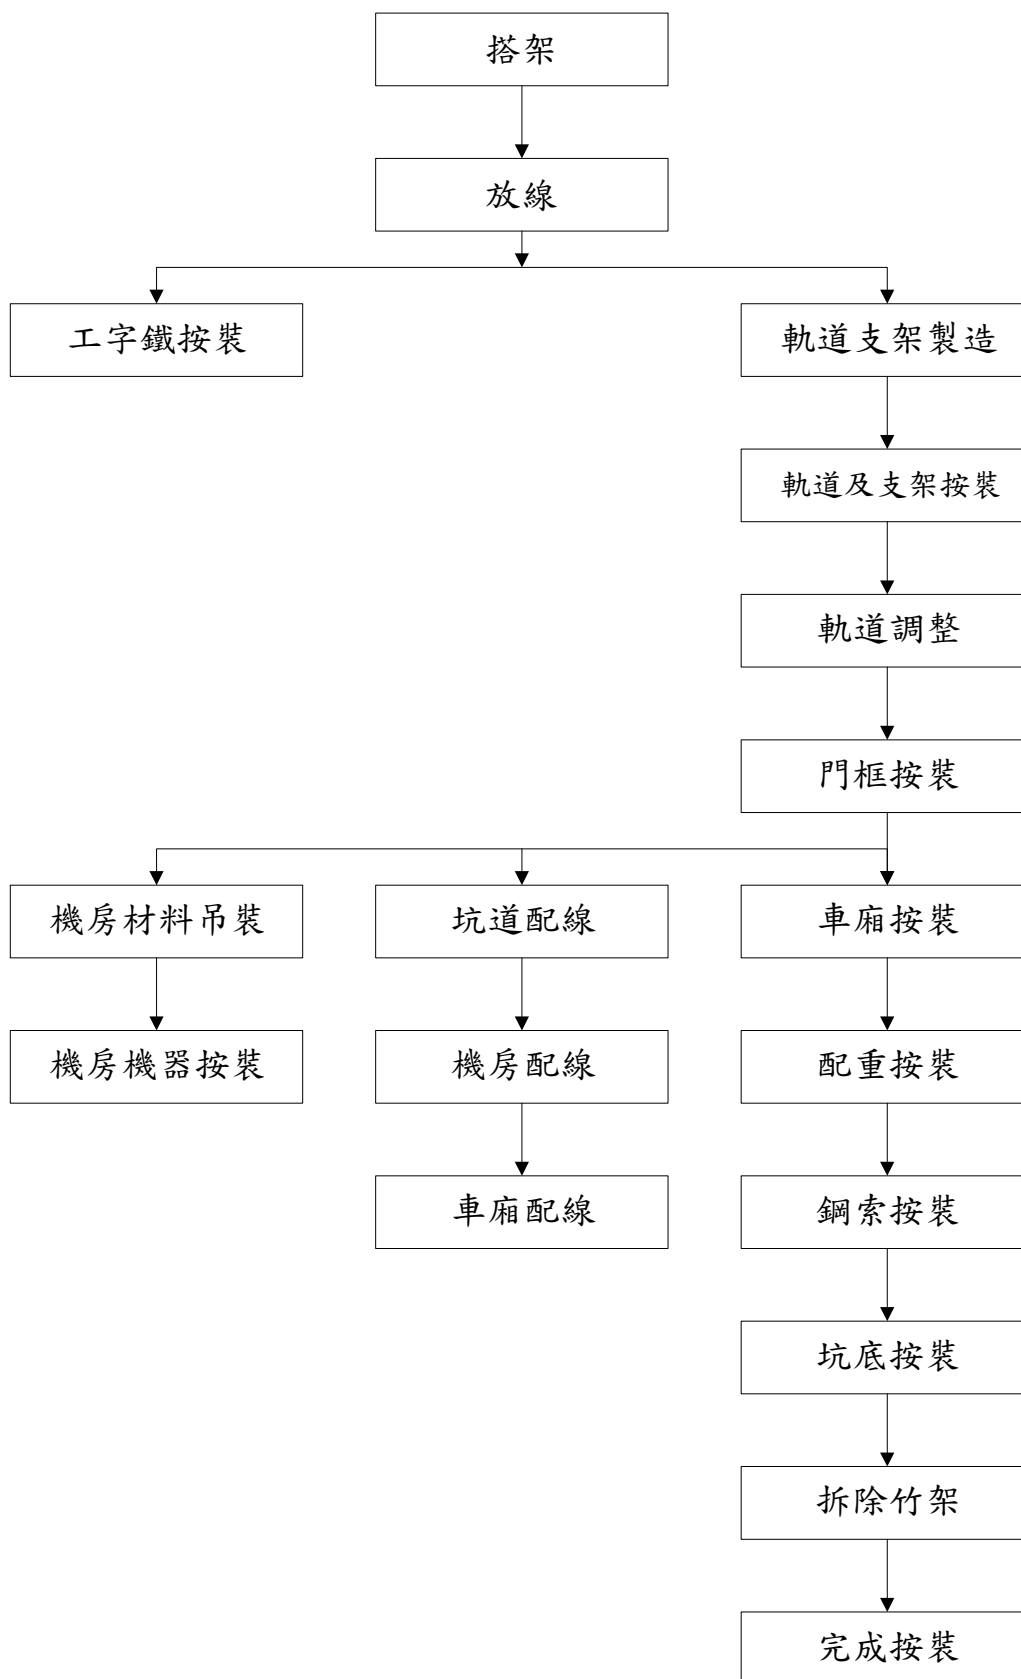 搭架
放線
工字鐵按裝
軌道支架製造
軌道及支架按裝
軌道調整
門框按裝
機房材料吊裝
坑道配線
車廂按裝
機房機器按裝
機房配線
配重按裝
車廂配線
鋼索按裝
坑底按裝
拆除竹架
完成按裝